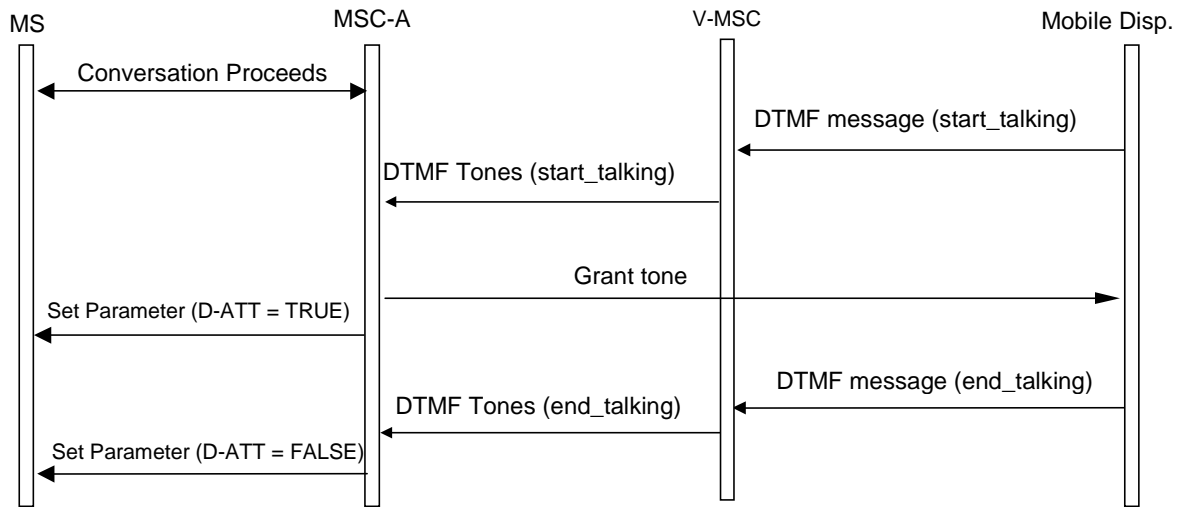 MS
MSC-A
V-MSC
Mobile Disp.
Conversation Proceeds
DTMF message (start_talking)
DTMF Tones (start_talking)
Grant tone
Set Parameter (D-ATT = TRUE)
DTMF message (end_talking)
DTMF Tones (end_talking)
Set Parameter (D-ATT = FALSE)